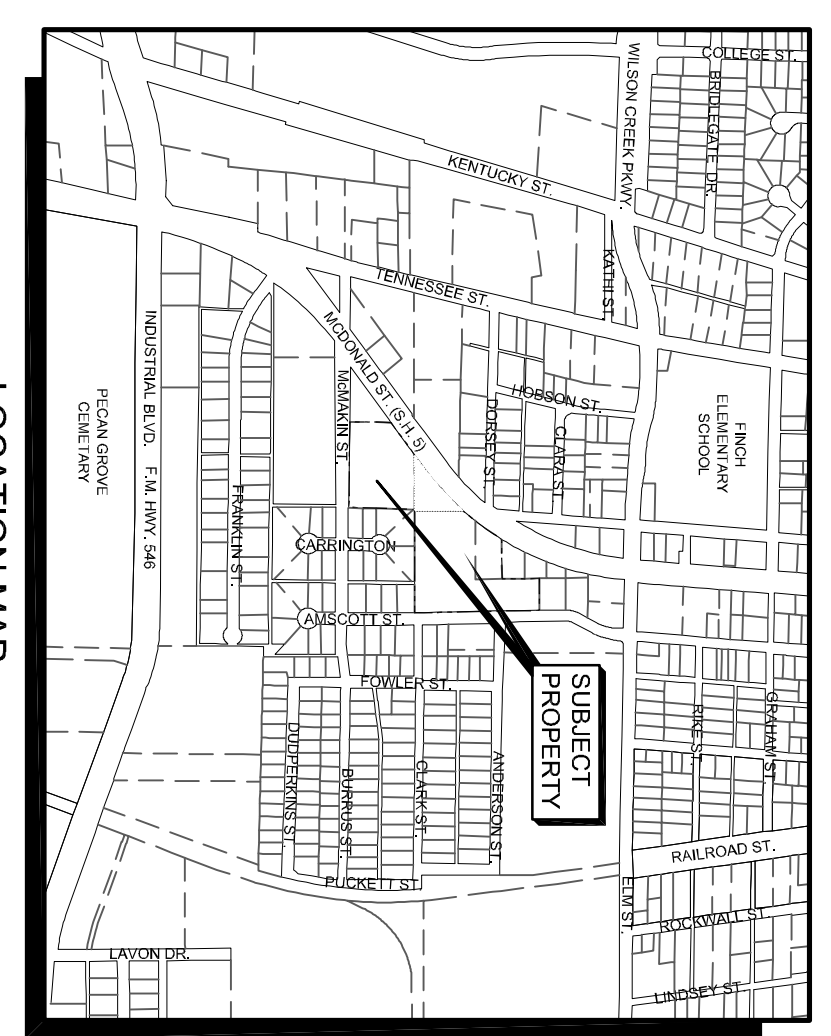 COLLEGE ST.
WILSON CREEK PKWY.
BRIDLEGATE DR.
KENTUCKY ST.
KATHI ST.
TENNESSEE ST.
MCDONALD ST. (S.H. 5)
INDUSTRIAL BLVD. F.M. HWY. 546
McMAKIN ST.
HOBSON ST.
DORSEY ST.
CLARA ST
FINCH
ELEMENTARY
SCHOOL
PECAN GROVE
CEMETARY
FRANKLIN ST.
CARRINGTON
AMSCOTT ST.
FOWLER ST.
SUBJECT
PROPERTY
RIKE ST.
GRAHAM ST.
DUDPERKINS ST.
BURRUS ST.
CLARK ST.
ANDERSON ST.
RAILROAD ST.
PUCKETT ST.
ELM ST.
ROCKWALL ST.
LAVON DR.
LINDSEY ST.
LOCATION MAP